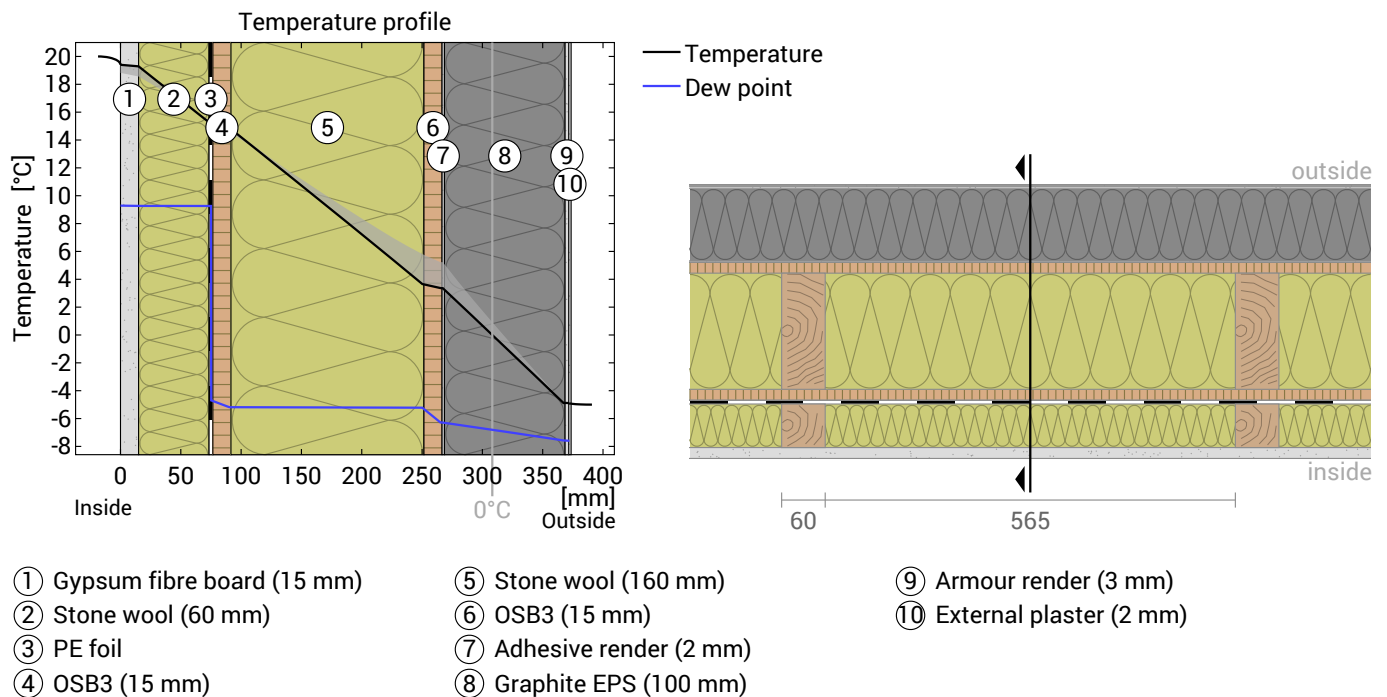 Temperature profile
Temperature [°C]
20
18
16
14
12
10
8
6
4
2
0
-2
-4
-6
-8
1
2
3
4
5
6
7
8
9
10
0 50 100 150 200 250 300 350 400
[mm]
Inside
0°C
Outside
Temperature
Dew point
outside
inside
60
565
1 Gypsum fibre board (15 mm)
2 Stone wool (60 mm)
3 PE foil
4 OSB3 (15 mm)
5 Stone wool (160 mm)
6 OSB3 (15 mm)
7 Adhesive render (2 mm)
8 Graphite EPS (100 mm)
9 Armour render (3 mm)
10 External plaster (2 mm)